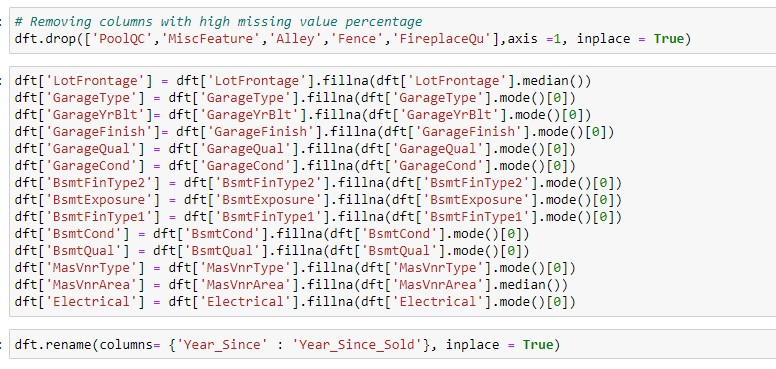 # Removing columns with high missing value percentage
dft.drop(['PoolQC','MiscFeature','Alley','Fence','FireplaceQu'],axis =1, inplace = True)
dft['LotFrontage'] = dft['LotFrontage'].fillna(dft['LotFrontage'].median())
dft['GarageType'] = dft['GarageType'].fillna(dft['GarageType'].mode()[0])
dft['GarageYrBlt']= dft['GarageYrBlt'].fillna(dft['GarageYrBlt'].mode()[0])
dft['GarageFinish']= dft['GarageFinish'].fillna(dft['GarageFinish'].mode()[0])
dft['GarageQual'] = dft['GarageQual'].fillna(dft['GarageQual'].mode()[0])
dft['GarageCond'] = dft['GarageCond'].fillna(dft['GarageCond'].mode()[0])
dft['BsmtFinType2'] = dft['BsmtFinType2'].fillna(dft['BsmtFinType2'].mode()[0])
dft['BsmtExposure'] = dft['BsmtExposure'].fillna(dft['BsmtExposure'].mode()[0])
dft['BsmtFinType1'] = dft['BsmtFinType1'].fillna(dft['BsmtFinType1'].mode()[0])
dft['BsmtCond'] = dft['BsmtCond'].fillna(dft['BsmtCond'].mode()[0])
dft['BsmtQual'] = dft['BsmtQual'].fillna(dft['BsmtQual'].mode()[0])
dft['MasVnrType'] = dft['MasVnrType'].fillna(dft['MasVnrType'].mode()[0])
dft['MasVnrArea'] = dft['MasVnrArea'].fillna(dft['MasVnrArea'].median())
dft['Electrical'] = dft['Electrical'].fillna(dft['Electrical'].mode()[0])
dft.rename(columns= {'Year_Since' : 'Year_Since_Sold'}, inplace = True)